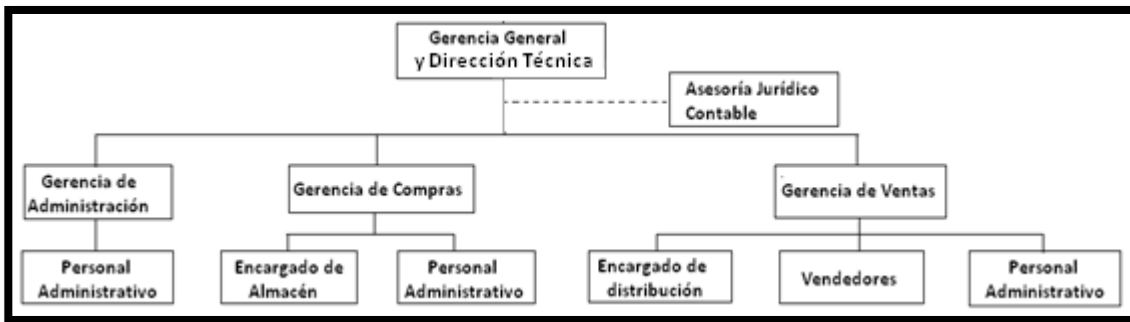 Gerencia General
y Dirección Técnica
Asesoría Jurídico
Contable
Gerencia de
Administración
Gerencia de Compras
Gerencia de Ventas
Personal
Administrativo
Encargado de
Almacén
Personal
Administrativo
Encargado de
distribución
Vendedores
Personal
Administrativo